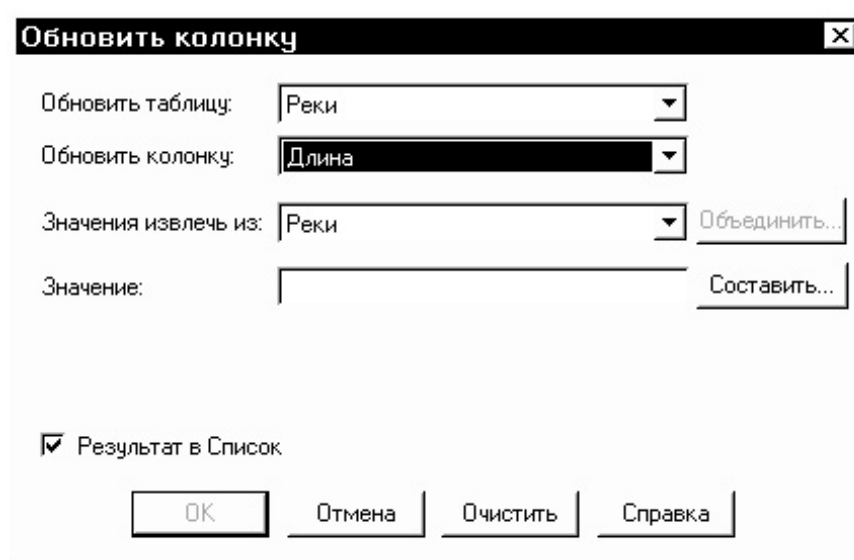 Обновить колонку
Обновить таблицу: Реки
Обновить колонку: Длина
Значения извлечь из: Реки Объединить...
Значение: Составить...
Результат в Список
OK Отмена Очистить Справка